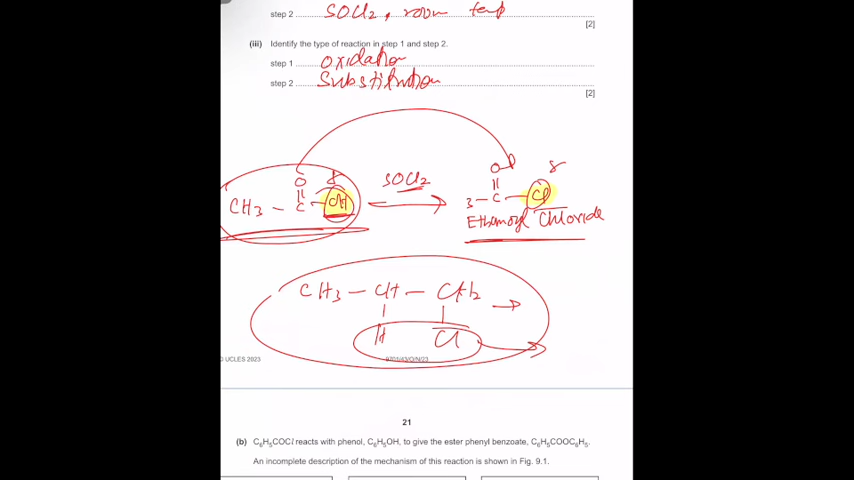 step 2 SOCl2, room temp
[2]
(iii) Identify the type of reaction in step 1 and step 2.
step 1 oxidation
step 2 Substitution
[2]
O O
SOCl2
CH3 — C — OH 3 — C — Cl
Ethanoyl Chloride
CH3 — CH — CH2
H Cl
© UCLES 2023 9701/43/O/N/23
21
(b) C6H5COCl reacts with phenol, C6H5OH, to give the ester phenyl benzoate, C6H5COOC6H5.
An incomplete description of the mechanism of this reaction is shown in Fig. 9.1.